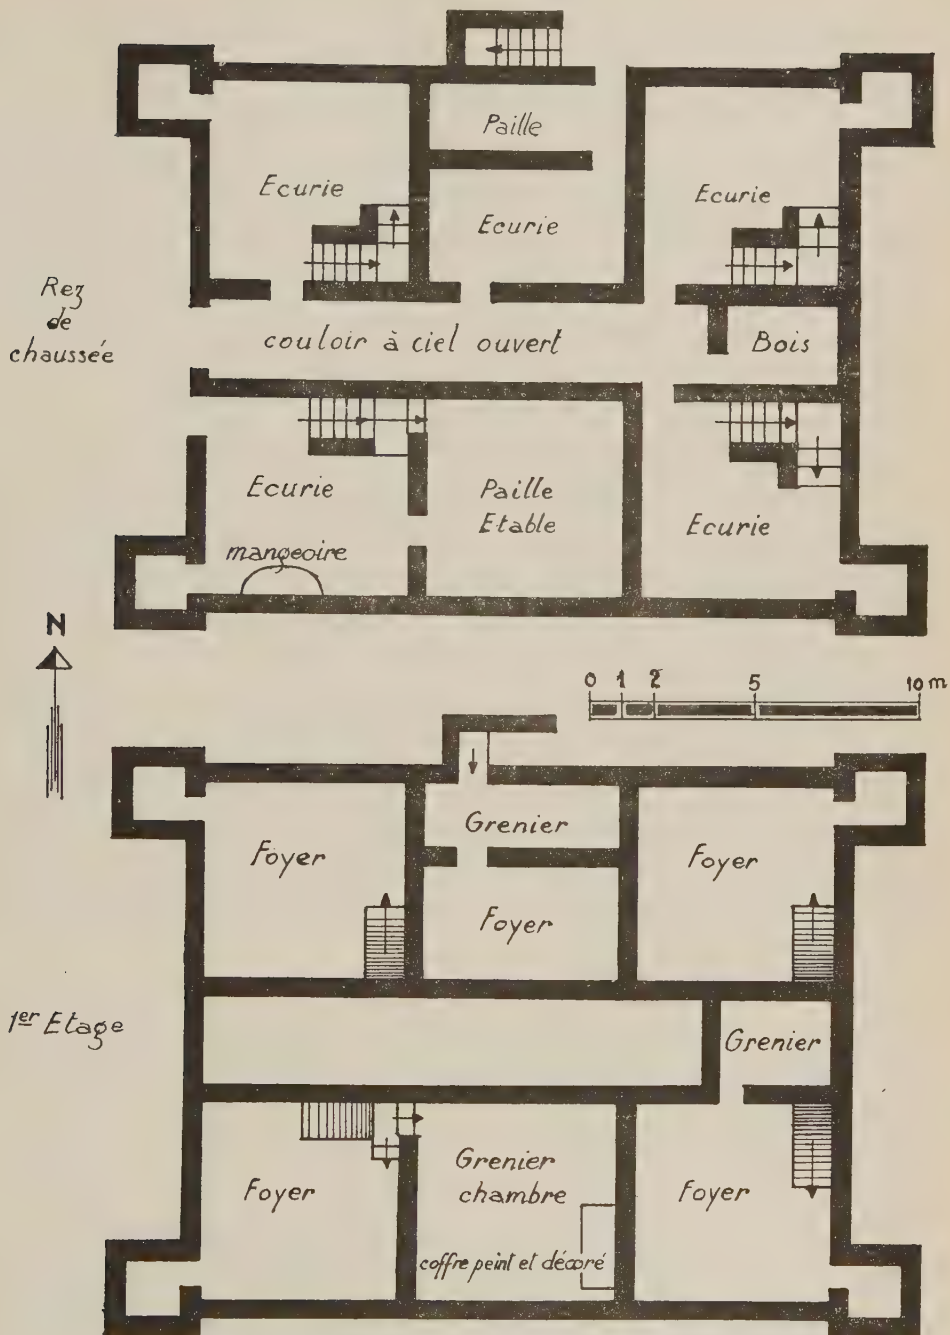 Paille
Ecurie
Ecurie
Ecurie
Rez
de
chaussée
couloir à ciel ouvert
Bois
Ecurie
mangeoire
Paille
Etable
Ecurie
N
0 1 2 5 10 m
Grenier
Foyer
Foyer
Foyer
1er Etage
Grenier
Foyer
Grenier
chambre
Foyer
coffre peint et décoré